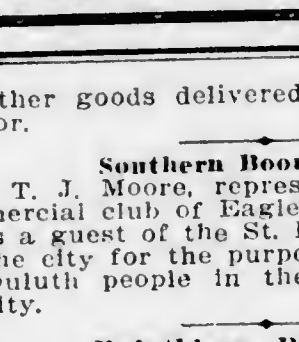 ther goods delivered
or.
Southern Boo
T. J. Moore, repres
mercial club of Eagle
s a guest of the St.
he city for the purpo
uluth people in the
ity.